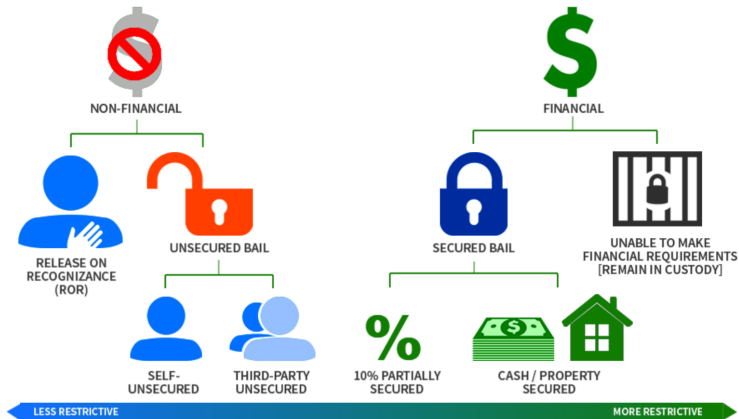 NON-FINANCIAL
FINANCIAL
RELEASE ON
RECOGNIZANCE
(ROR)
UNSECURED BAIL
SECURED BAIL
UNABLE TO MAKE
FINANCIAL REQUIREMENTS
[REMAIN IN CUSTODY]
SELF-
UNSECURED
THIRD-PARTY
UNSECURED
%
10% PARTIALLY
SECURED
CASH / PROPERTY
SECURED
LESS RESTRICTIVE
MORE RESTRICTIVE